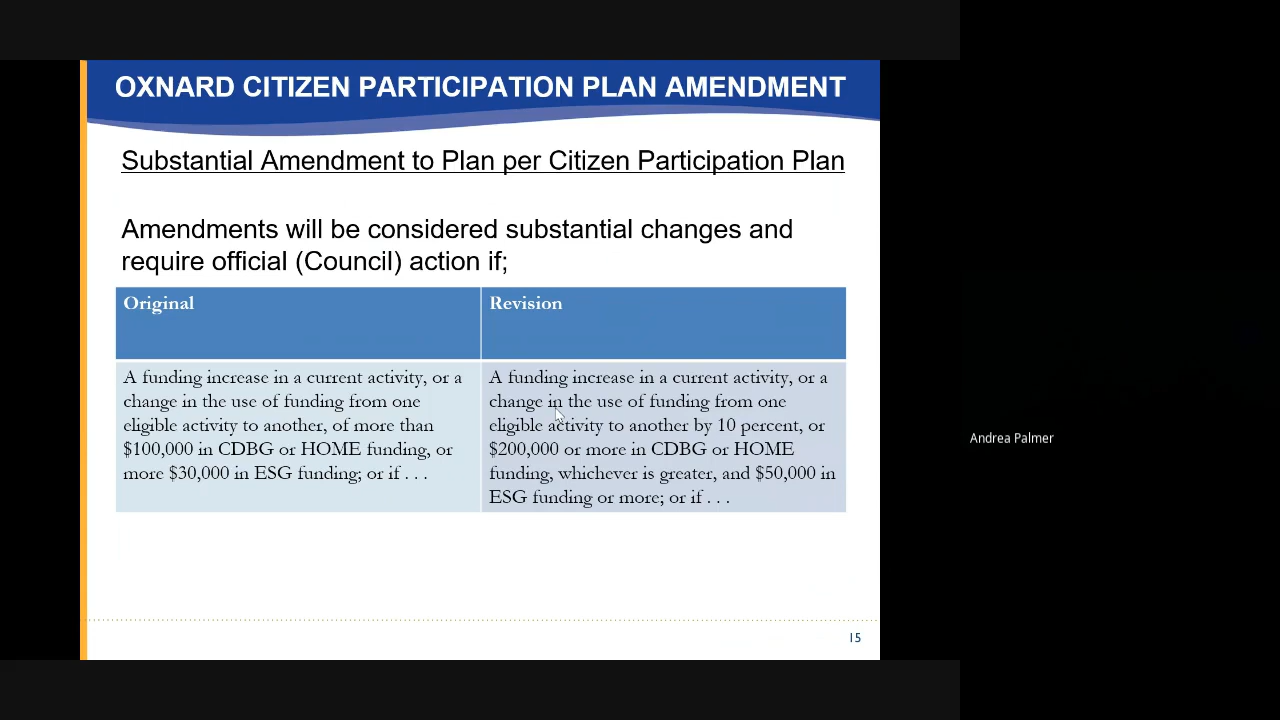 OXNARD CITIZEN PARTICIPATION PLAN AMENDMENT
Substantial Amendment to Plan per Citizen Participation Plan
Amendments will be considered substantial changes and
require official (Council) action if;
Original
A funding increase in a current activity, or a
change in the use of funding from one
eligible activity to another, of more than
$100,000 in CDBG or HOME funding, or
more $30,000 in ESG funding; or if . . .
Revision
A funding increase in a current activity, or a
change in the use of funding from one
eligible activity to another by 10 percent, or
$200,000 or more in CDBG or HOME
funding, whichever is greater, and $50,000 in
ESG funding or more; or if . . .
15
Andrea Palmer